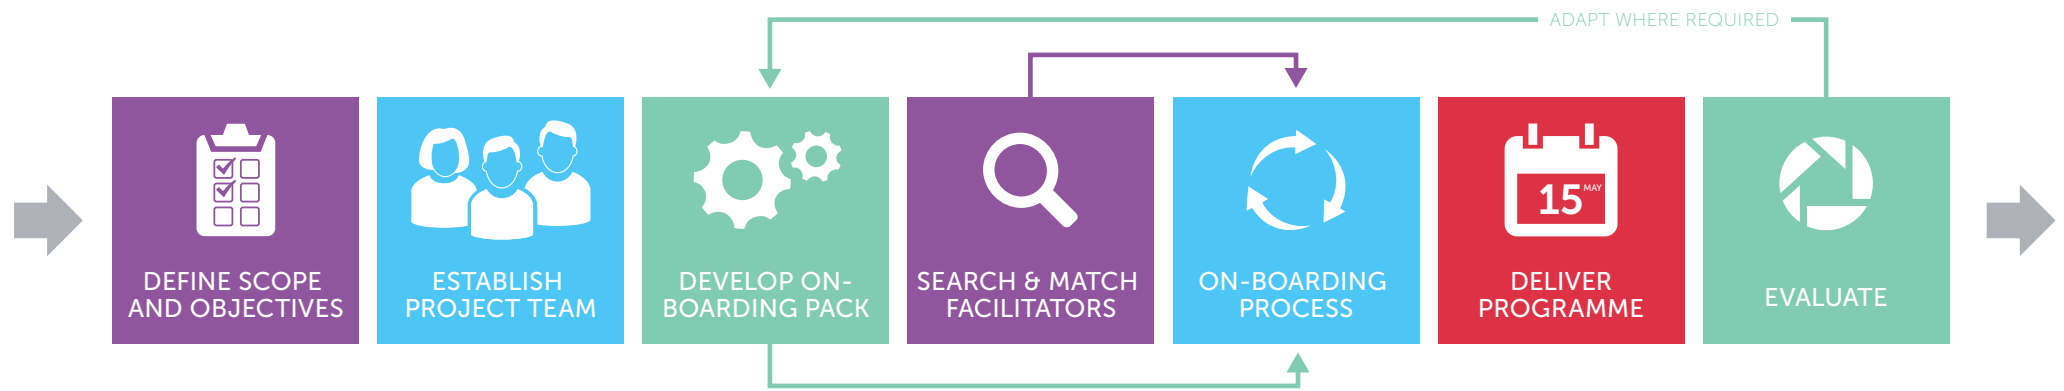 ADAPT WHERE REQUIRED
DEFINE SCOPE
AND OBJECTIVES
ESTABLISH
PROJECT TEAM
DEVELOP ON-
BOARDING PACK
SEARCH & MATCH
FACILITATORS
ON-BOARDING
PROCESS
15 MAY
DELIVER
PROGRAMME
EVALUATE